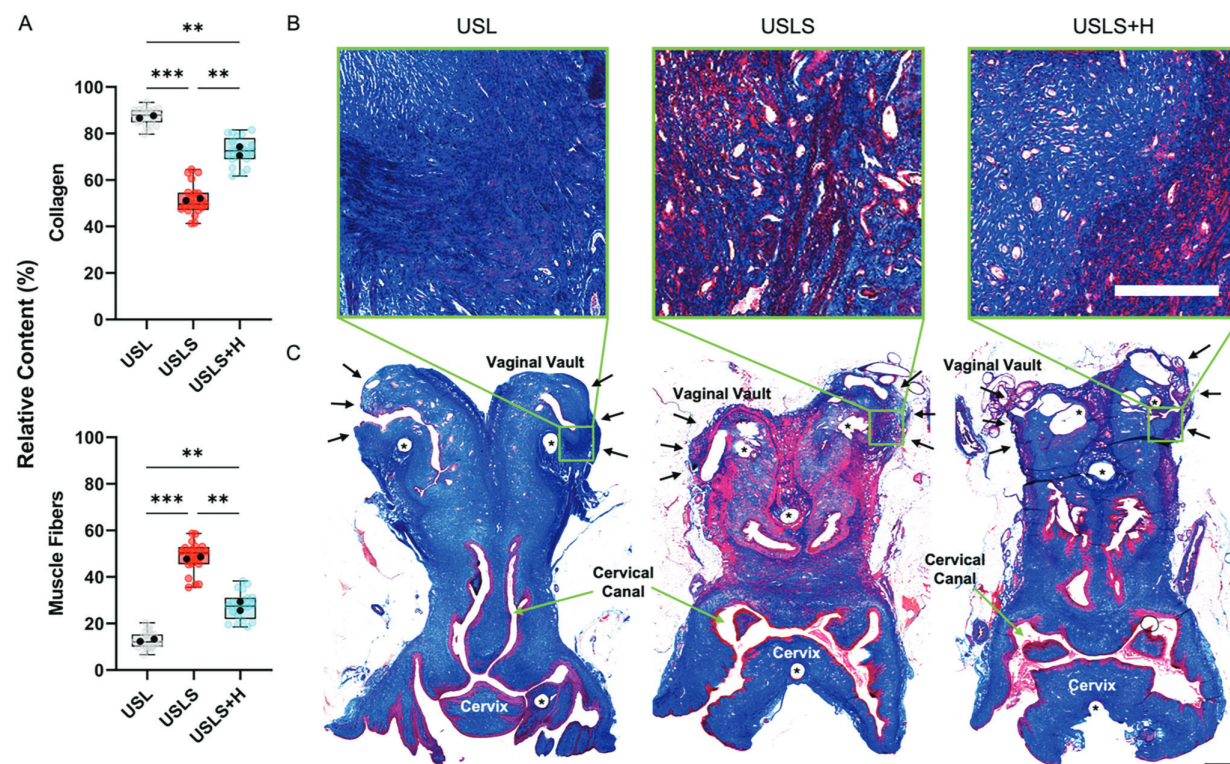 A
B
USL
USLS
USLS+H
**
*** **
100
80
60
40
20
0
Collagen
USL
USLS
USLS+H
Relative Content (%)
**
*** **
100
80
60
40
20
0
Muscle Fibers
USL
USLS
USLS+H
C
Vaginal Vault
Vaginal Vault
Vaginal Vault
*
*
*
*
*
*
*
*
Cervical
Canal
Cervical
Canal
Cervix
*
Cervix
*
Cervix
*